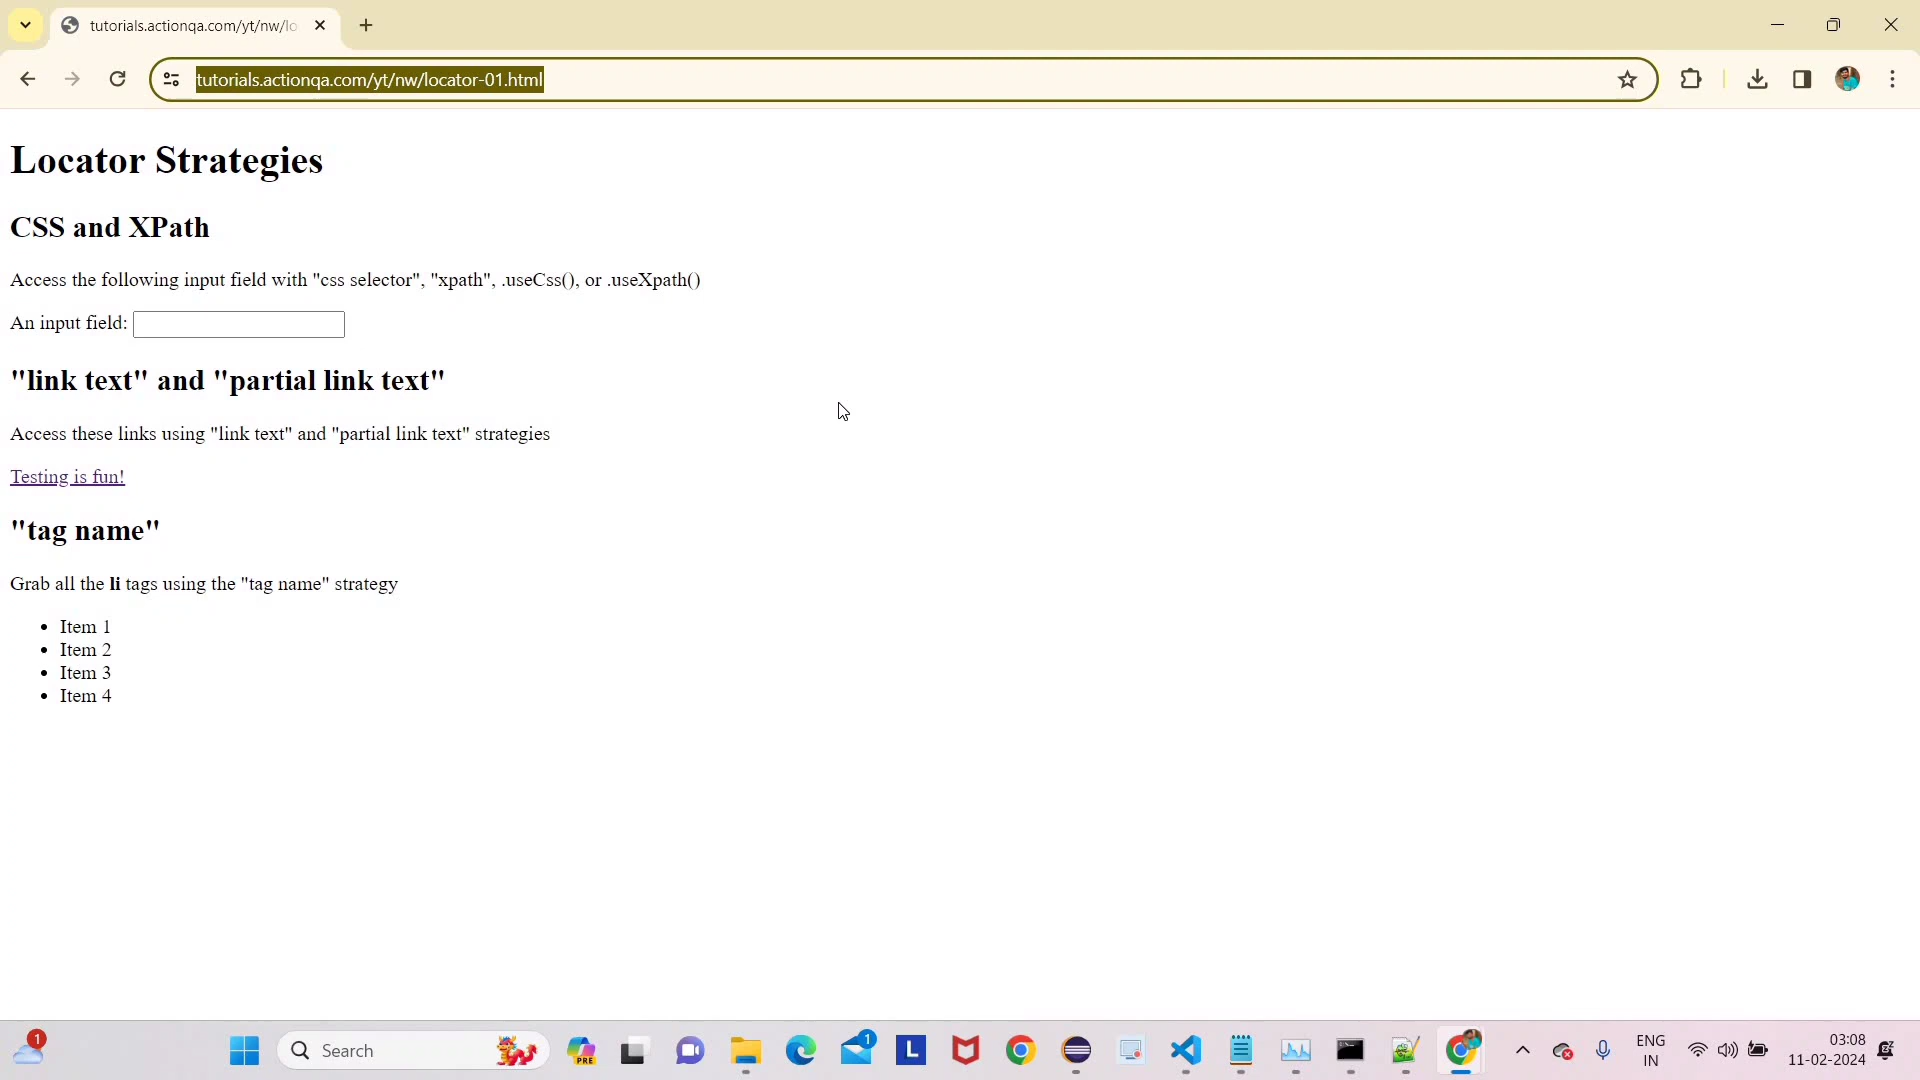 tutorials.actionqa.com/yt/nw/lo
tutorials.actionqa.com/yt/nw/locator-01.html
Locator Strategies
CSS and XPath
Access the following input field with "css selector", "xpath", .useCss(), or .useXpath()
An input field:
"link text" and "partial link text"
Access these links using "link text" and "partial link text" strategies
Testing is fun!
"tag name"
Grab all the li tags using the "tag name" strategy
• Item 1
• Item 2
• Item 3
• Item 4
1
Search
PRE
1
L
ENG
IN
03:08
11-02-2024